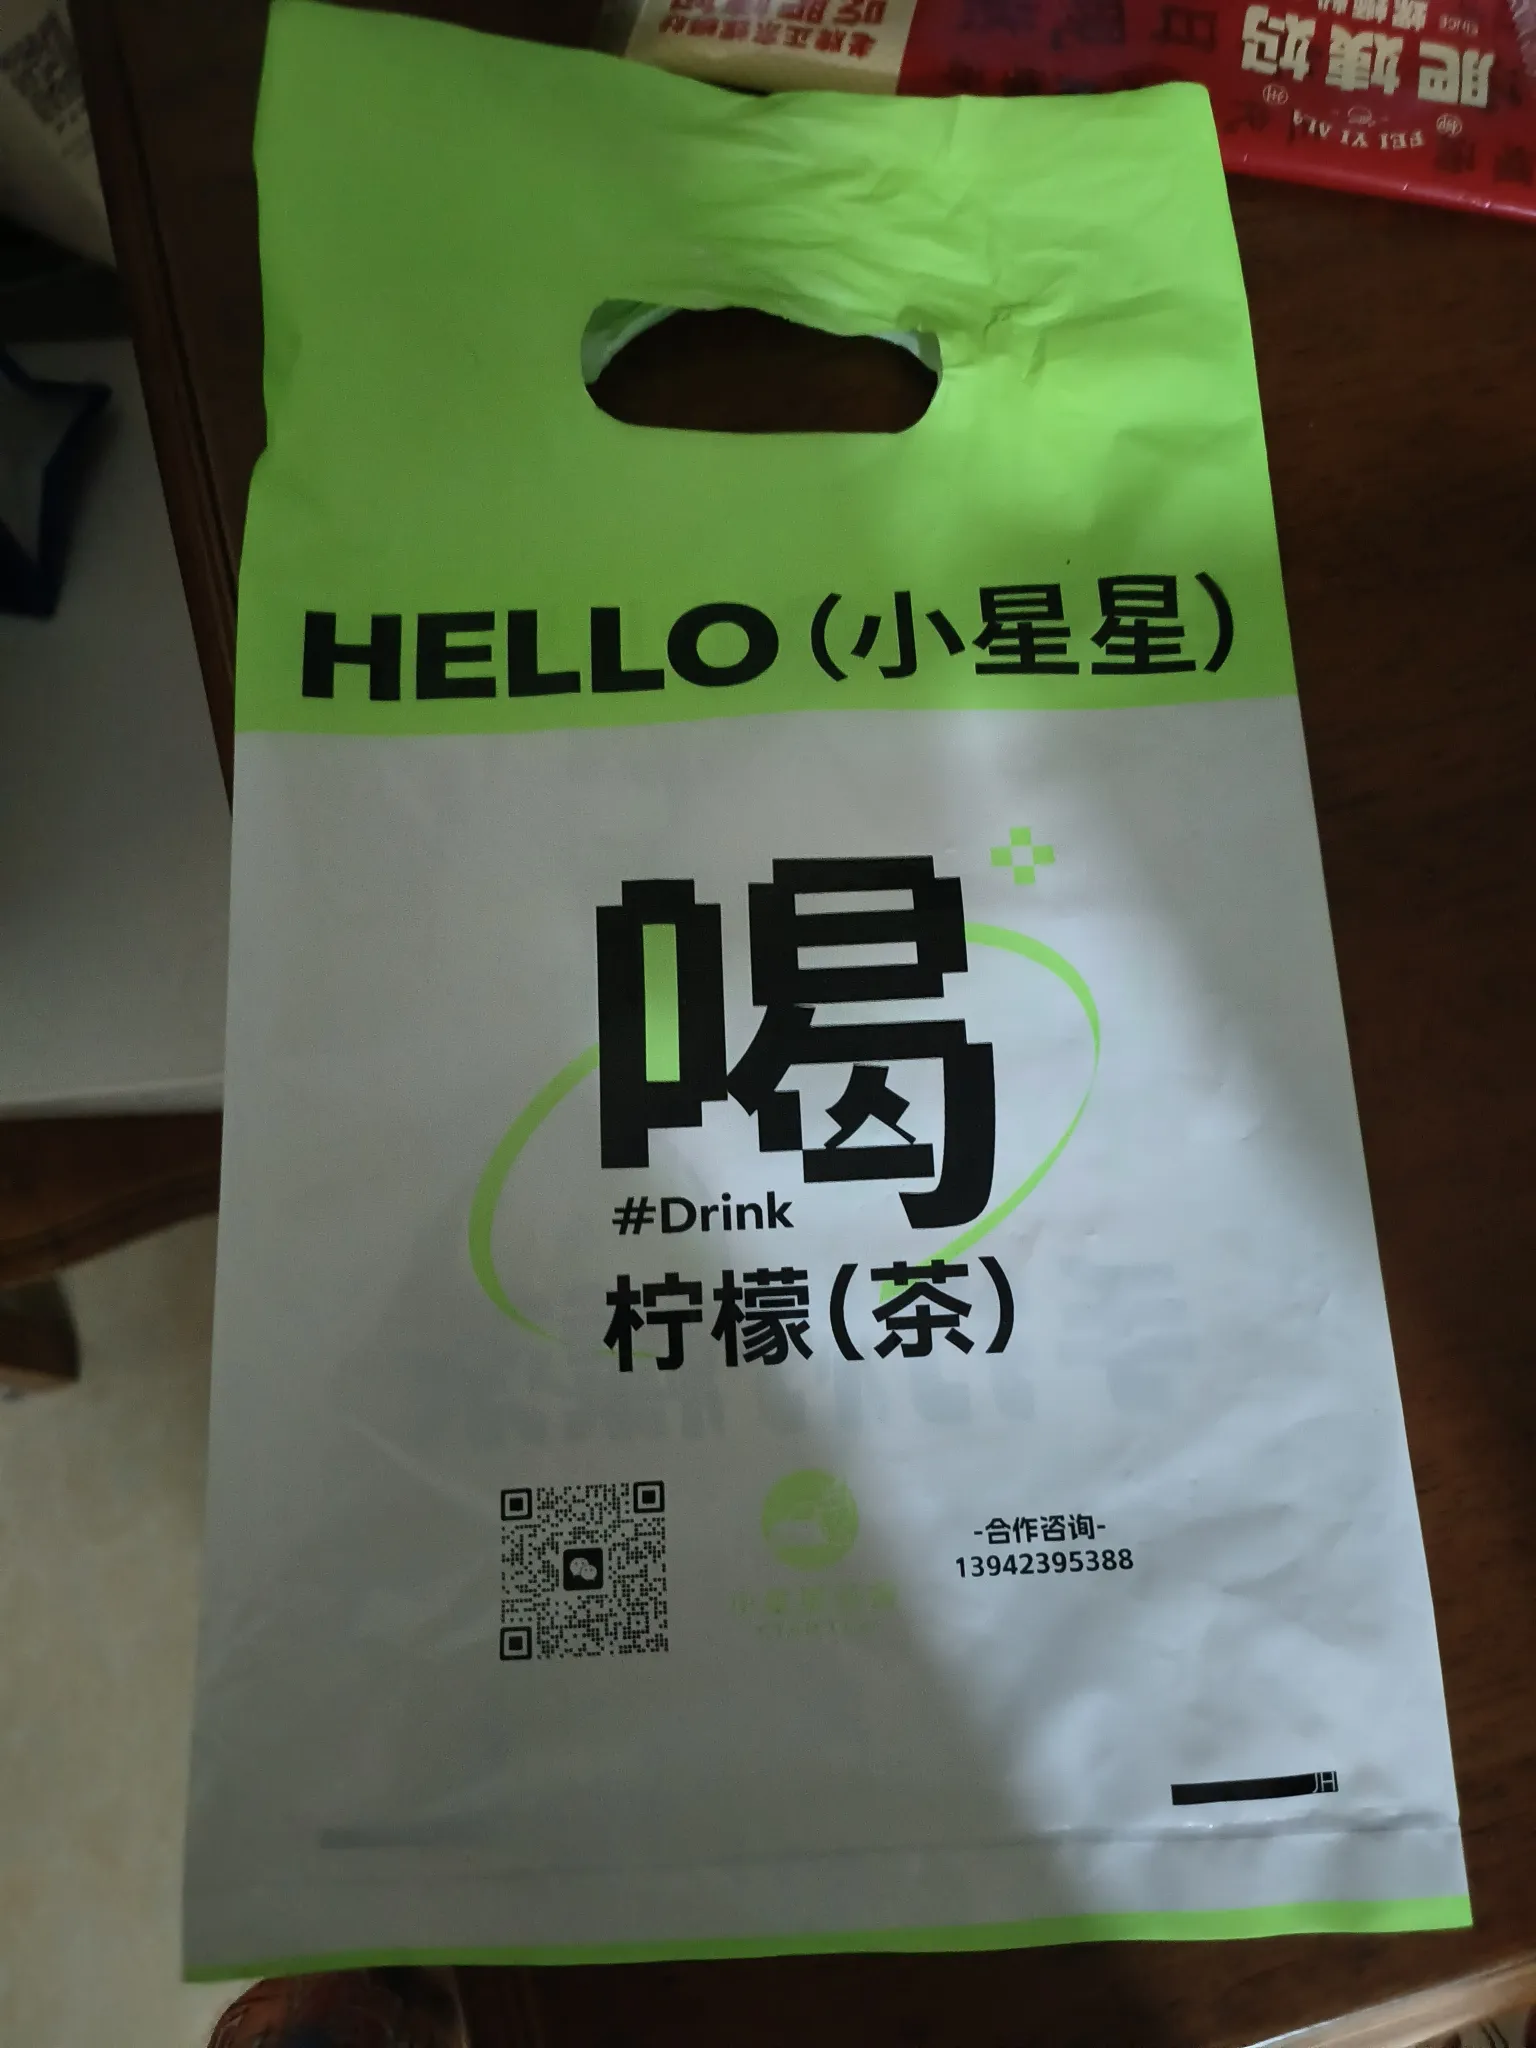 肥姨妈
FEI YI MA
HELLO（小星星）
喝
#Drink
柠檬（茶）
-合作咨询-
13942395388
JH